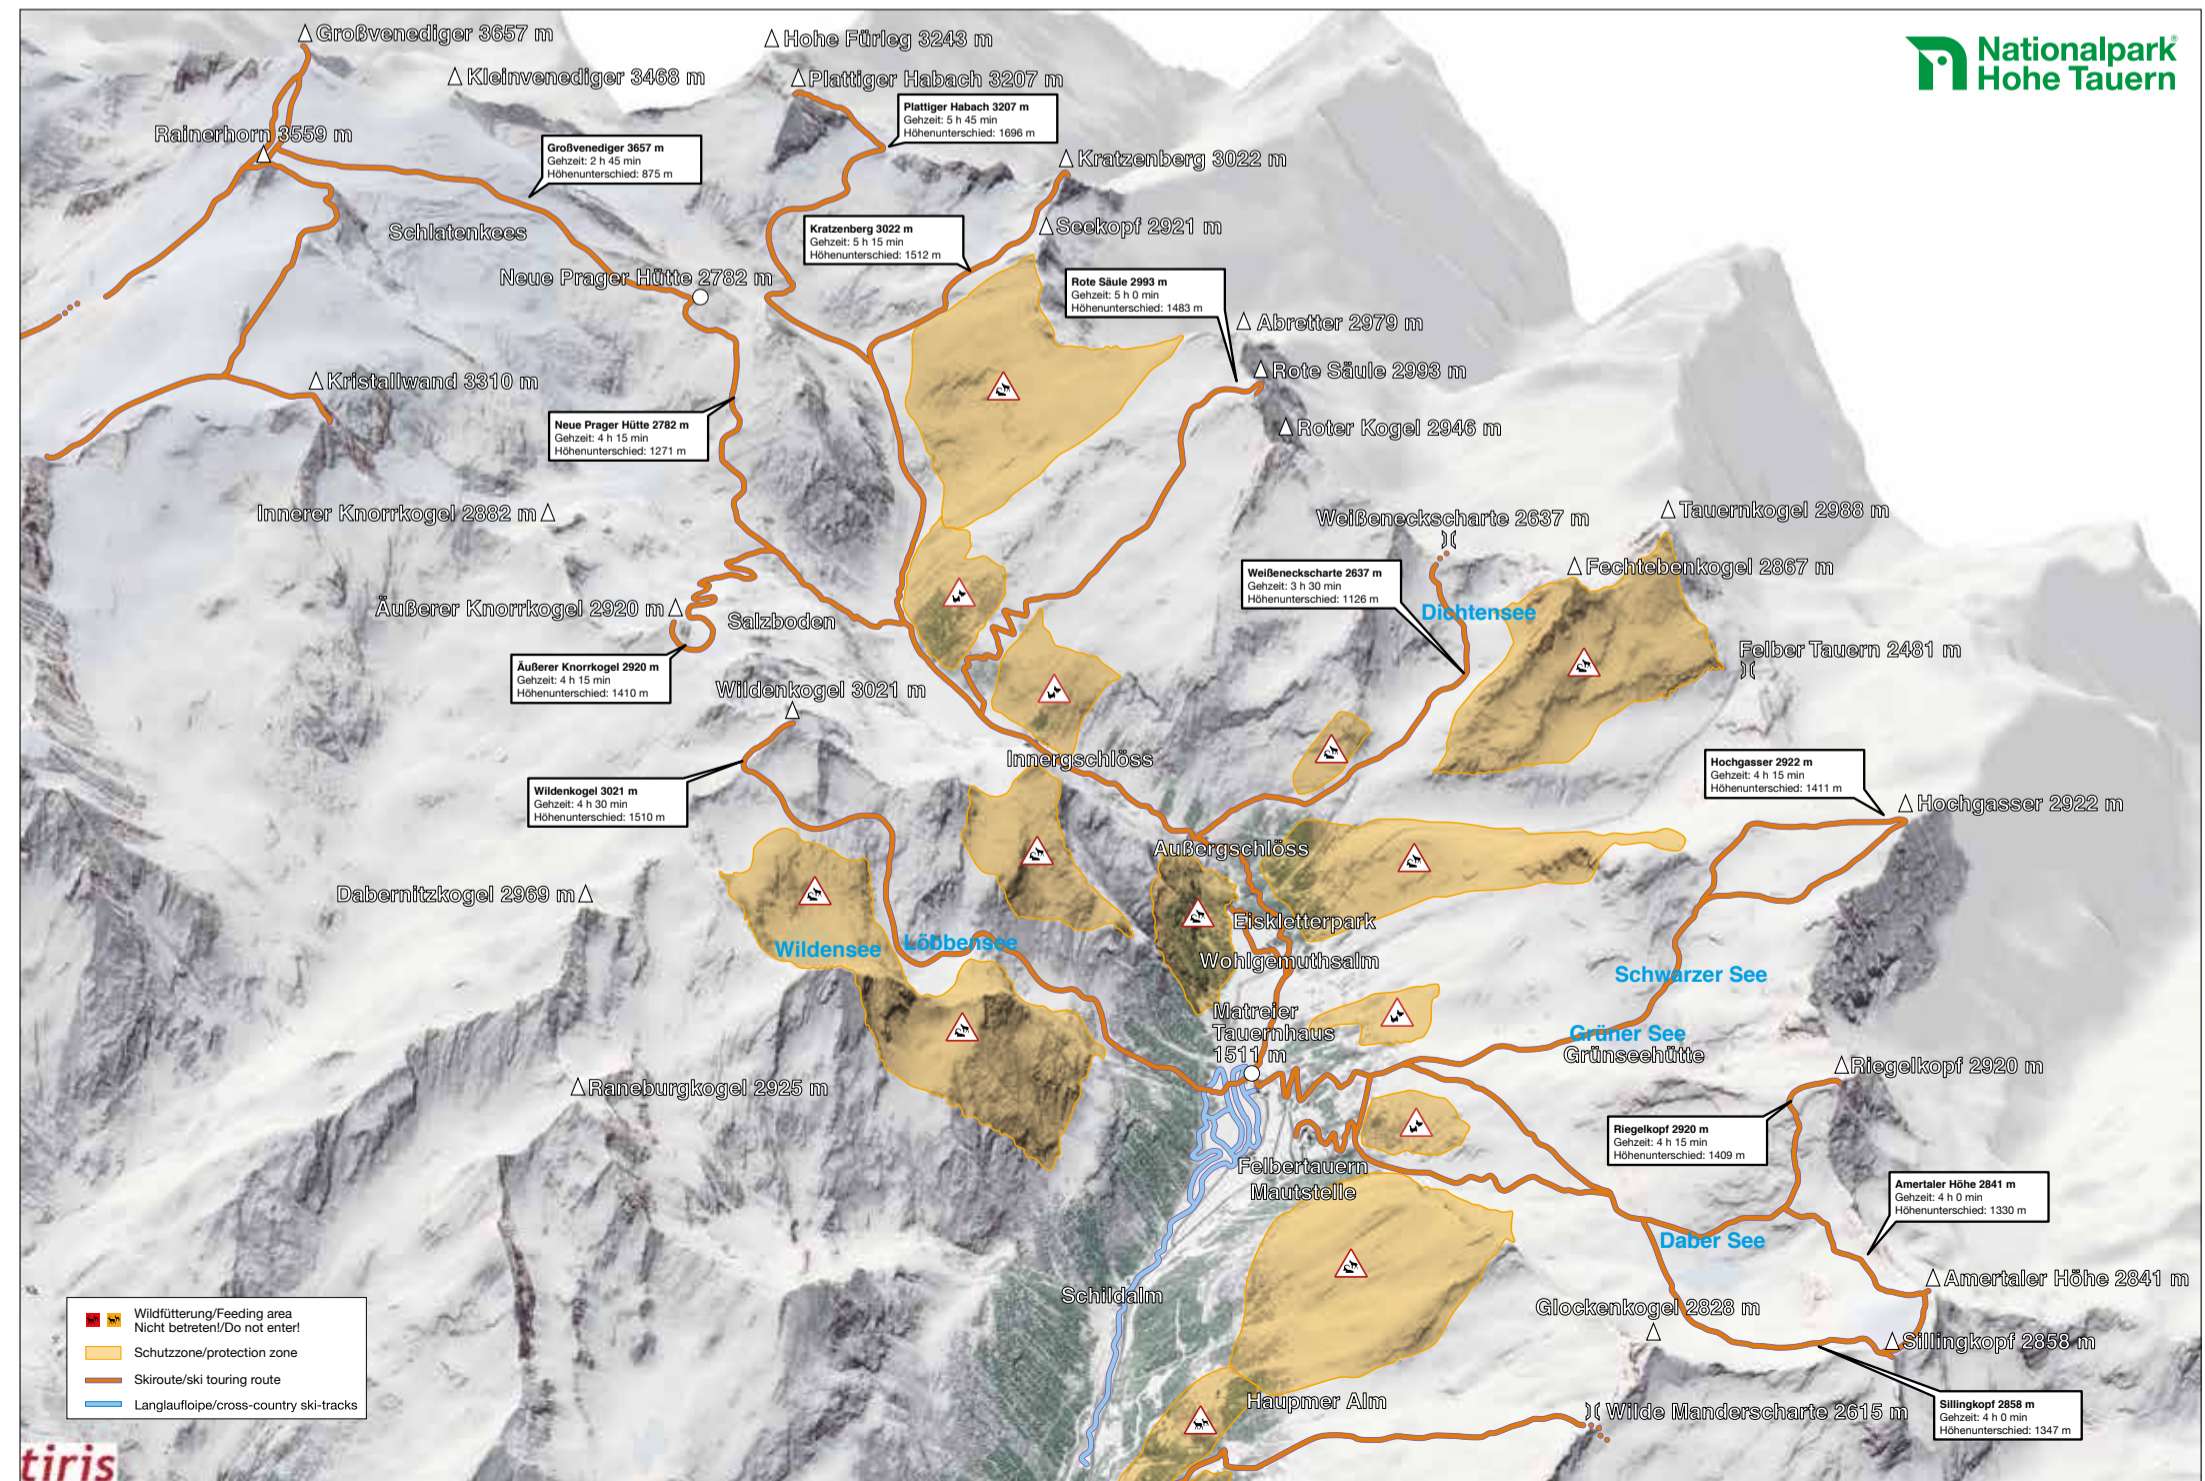 Großvenediger 3657 m
Hohe Fürleg 3243 m
Nationalpark®
Hohe Tauern
Kleinvenediger 3468 m
Plattiger Habach 3207 m
Plattiger Habach 3207 m
Gehzeit: 5 h 45 min
Höhenunterschied: 1696 m
Rainerhorn 3559 m
Großvenediger 3657 m
Gehzeit: 2 h 45 min
Höhenunterschied: 875 m
Kratzenberg 3022 m
Schlatenkees
Kratzenberg 3022 m
Gehzeit: 5 h 15 min
Höhenunterschied: 1512 m
Seekopf 2921 m
Neue Prager Hütte 2782 m
Rote Säule 2993 m
Gehzeit: 5 h 0 min
Höhenunterschied: 1483 m
Abretter 2979 m
Rote Säule 2993 m
Kristallwand 3310 m
Neue Prager Hütte 2782 m
Gehzeit: 4 h 15 min
Höhenunterschied: 1271 m
Roter Kogel 2946 m
Innerer Knorrkogel 2882 m
Weißeneckscharte 2637 m
Tauernkogel 2988 m
Fechtebenkogel 2867 m
Weißeneckscharte 2637 m
Gehzeit: 3 h 30 min
Höhenunterschied: 1126 m
Äußerer Knorrkogel 2920 m
Salzboden
Dichtensee
Felber Tauern 2481 m
Äußerer Knorrkogel 2920 m
Gehzeit: 4 h 15 min
Höhenunterschied: 1410 m
Wildenkogel 3021 m
Innergschlöss
Hochgasser 2922 m
Gehzeit: 4 h 15 min
Höhenunterschied: 1411 m
Wildenkogel 3021 m
Gehzeit: 4 h 30 min
Höhenunterschied: 1510 m
Hochgasser 2922 m
Außergschlöss
Dabernitzkogel 2969 m
Eiskletterpark
Wildensee
Löbbensee
Wohlgemuthsalm
Schwarzer See
Matreier
Tauernhaus
1511 m
Grüner See
Grünseehütte
Riegelkopf 2920 m
Raneburgkogel 2925 m
Riegelkopf 2920 m
Gehzeit: 4 h 15 min
Höhenunterschied: 1409 m
Felbertauern
Mautstelle
Amertaler Höhe 2841 m
Gehzeit: 4 h 0 min
Höhenunterschied: 1330 m
Daber See
Amertaler Höhe 2841 m
Schildalm
Glockenkogel 2828 m
Sillingkopf 2858 m
Wildfütterung/Feeding area
Nicht betreten!/Do not enter!
Schutzzone/protection zone
Skiroute/ski touring route
Langlaufloipe/cross-country ski-tracks
Haupmer Alm
Wilde Manderscharte 2615 m
Sillingkopf 2858 m
Gehzeit: 4 h 0 min
Höhenunterschied: 1347 m
tiris